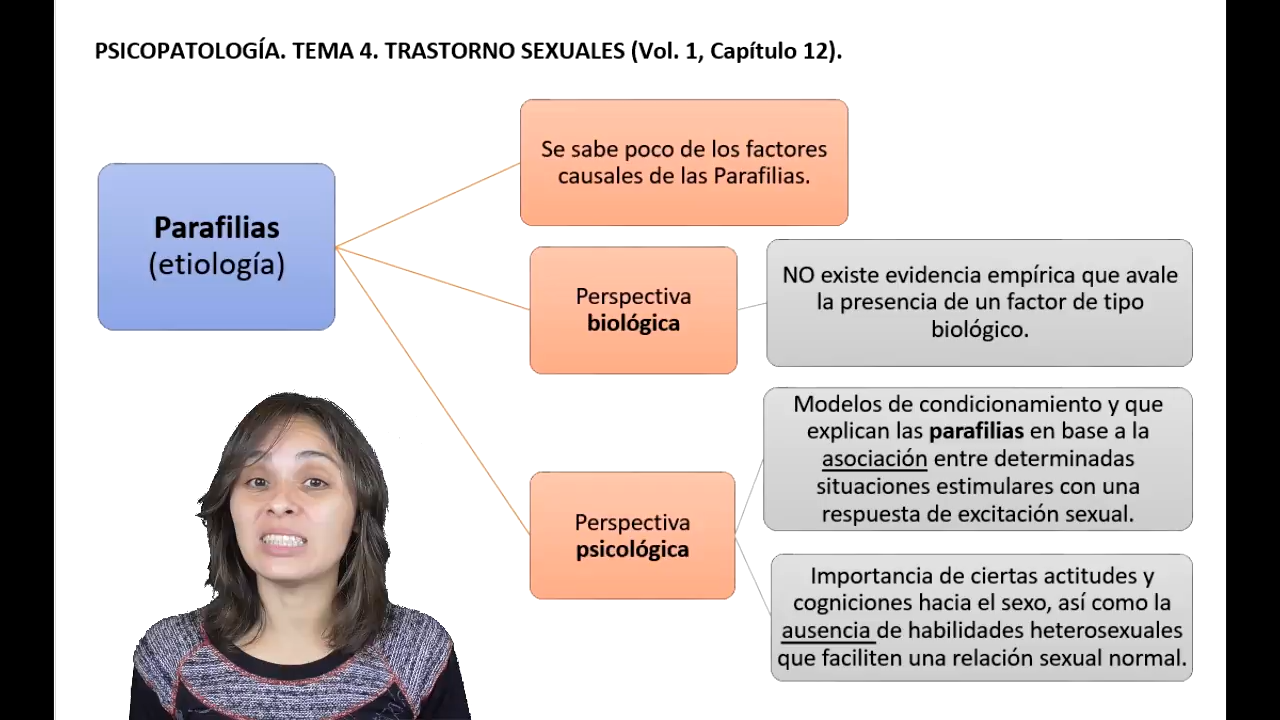 PSICOPATOLOGÍA. TEMA 4. TRASTORNO SEXUALES (Vol. 1, Capítulo 12).
Parafilias
(etiología)
Se sabe poco de los factores
causales de las Parafilias.
Perspectiva
biológica
NO existe evidencia empírica que avale
la presencia de un factor de tipo
biológico.
Perspectiva
psicológica
Modelos de condicionamiento y que
explican las parafilias en base a la
asociación entre determinadas
situaciones estimulares con una
respuesta de excitación sexual.
Importancia de ciertas actitudes y
cogniciones hacia el sexo, así como la
ausencia de habilidades heterosexuales
que faciliten una relación sexual normal.